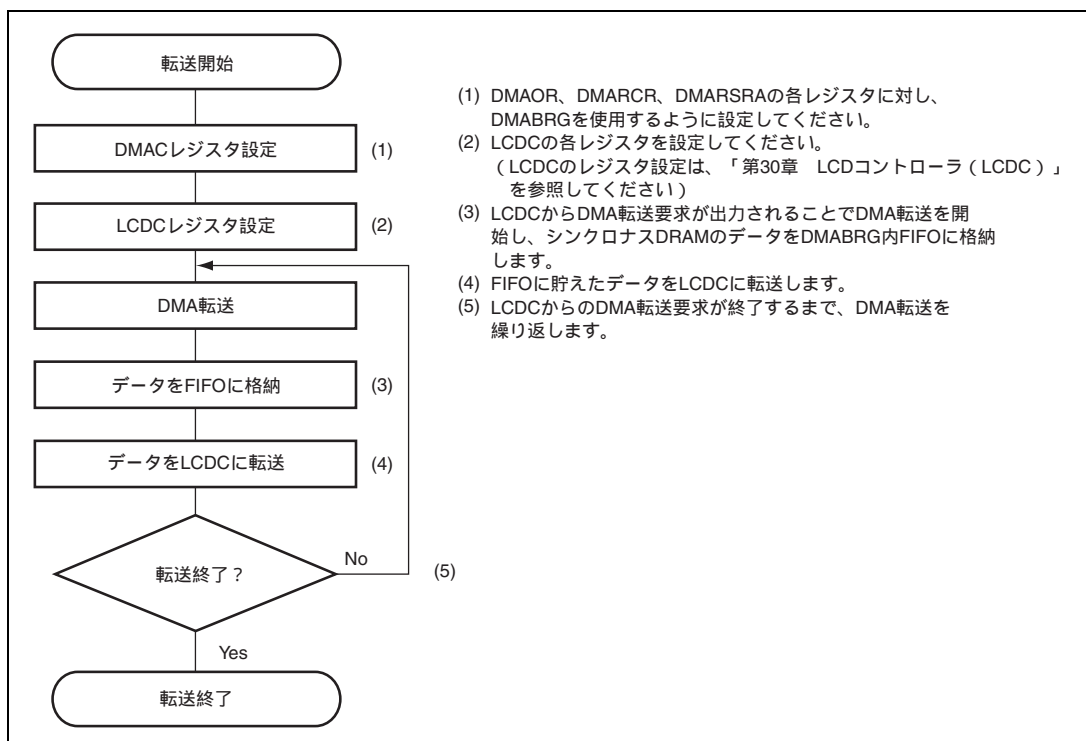 転送開始
DMACレジスタ設定 (1)
LCDCレジスタ設定 (2)
DMA転送
データをFIFOに格納 (3)
データをLCDCに転送 (4)
転送終了？
No
(5)
Yes
転送終了
(1) DMAOR、DMARCR、DMARSRAの各レジスタに対し、
DMABRGを使用するように設定してください。
(2) LCDCの各レジスタを設定してください。
（LCDCのレジスタ設定は、「第30章　LCDコントローラ（LCDC）」
を参照してください）
(3) LCDCからDMA転送要求が出力されることでDMA転送を開
始し、シンクロナスDRAMのデータをDMABRG内FIFOに格納
します。
(4) FIFOに貯えたデータをLCDCに転送します。
(5) LCDCからのDMA転送要求が終了するまで、DMA転送を
繰り返します。